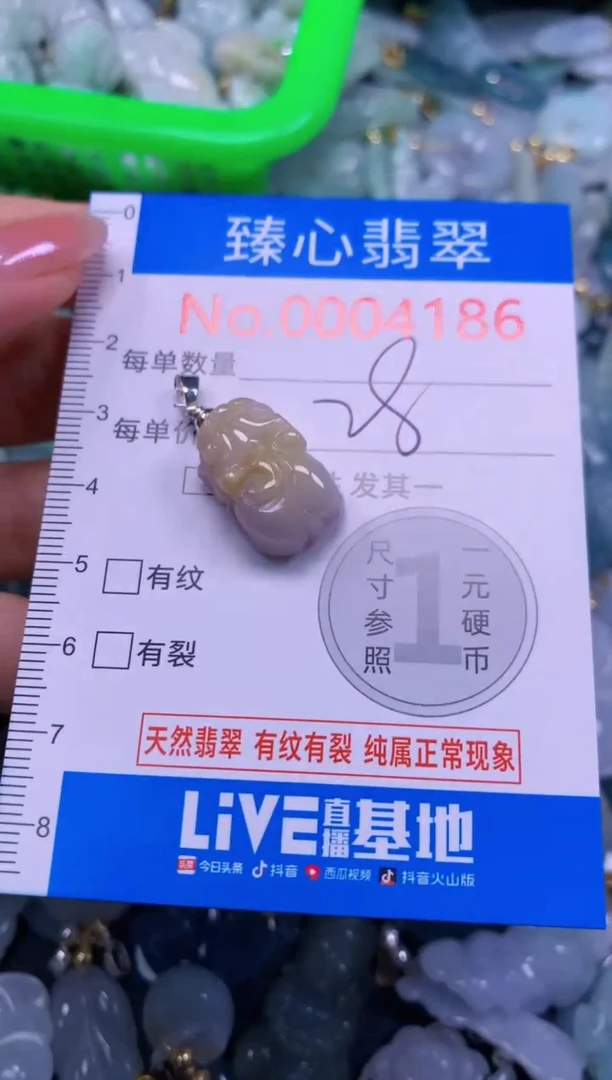 臻心翡翠
No.0004186
每单数量
28
每单价
发其一
有纹
有裂
尺寸参照
1
一元硬币
天然翡翠 有纹有裂 纯属正常现象
LiVE直播基地
今日头条 抖音 西瓜视频 抖音火山版
0
1
2
3
4
5
6
7
8